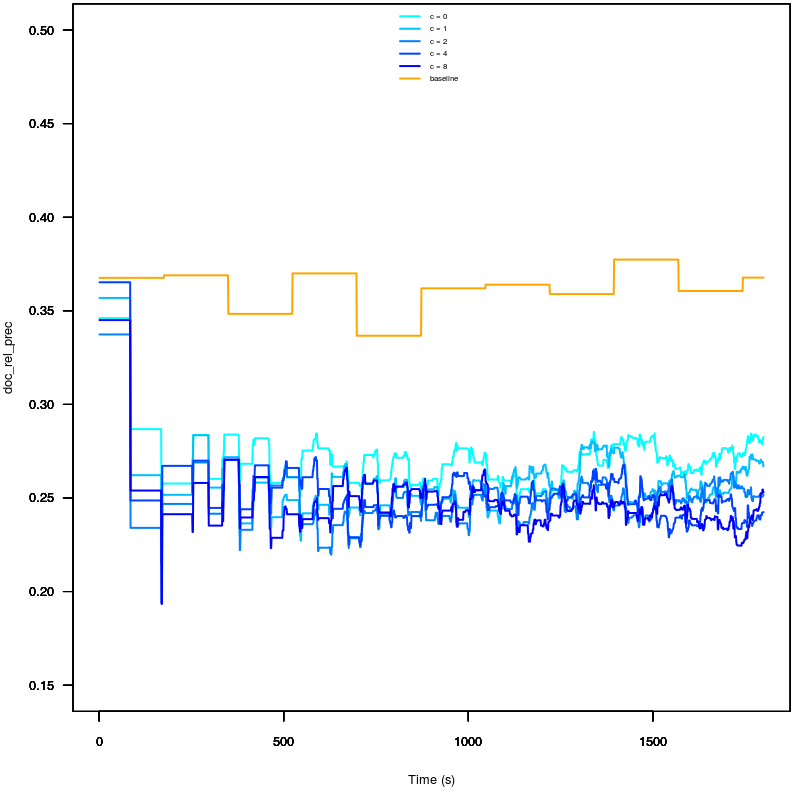 c = 0
c = 1
c = 2
c = 4
c = 8
baseline
0.50
0.45
0.40
0.35
0.30
0.25
0.20
0.15
doc_rel_prec
0 500 1000 1500
Time (s)